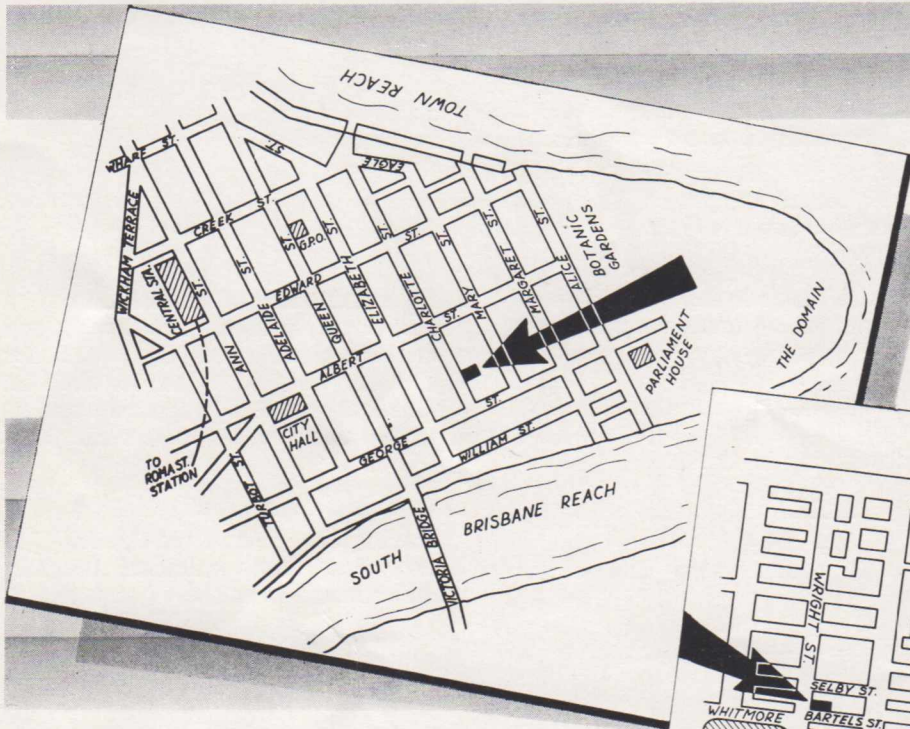 TOWN REACH
WHARF ST.
ST.
EAGLE
WICKHAM TERRACE
CREEK ST.
G.P.O.
CENTRAL STA.
ST.
ST.
ST.
ST.
ST.
ST.
ST.
ST.
ST.
BOTANIC
GARDENS
ANN
ADELAIDE
EDWARD ST.
QUEEN
ELIZABETH
CHARLOTTE
MARY
MARGARET
ALICE
THE DOMAIN
ALBERT ST.
PARLIAMENT
HOUSE
CITY
HALL
GEORGE ST.
WILLIAM ST.
TO
ROMA ST.
STATION
TURBOT ST.
SOUTH BRISBANE REACH
VICTORIA BRIDGE
WRIGHT ST.
SELBY ST.
WHITMORE
BARTELS ST.